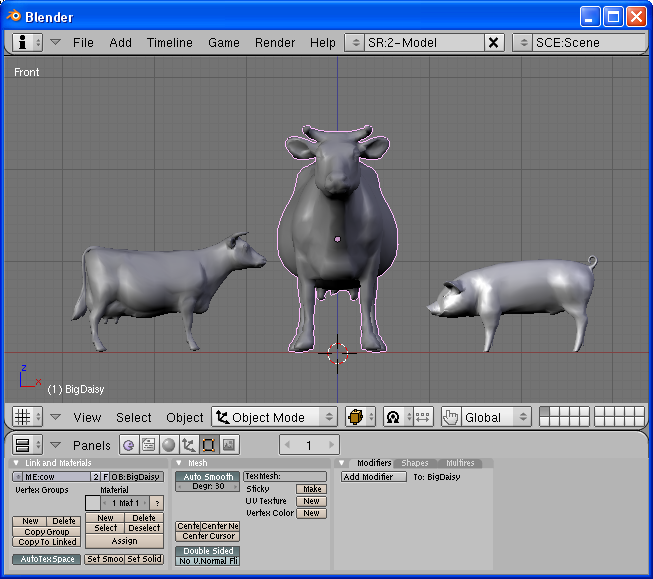 Blender
File Add Timeline Game Render Help SR:2-Model SCE:Scene
Front
z
x
(1) BigDaisy
View Select Object Object Mode Global
Panels 1
Link and Materials Mesh Modifiers Shapes Multires
ME:cow 2 F OB:BigDaisy Auto Smooth TexMesh: Add Modifier To: BigDaisy
Vertex Groups Material Degr: 30 Sticky Make
1 Mat 1 ? UV Texture New
New Delete New Delete Vertex Color New
Copy Group Select Deselect Cente Center Ne
Copy To Linked Assign Center Cursor
Double Sided
AutoTexSpace Set Smoo Set Solid No V.Normal Fli